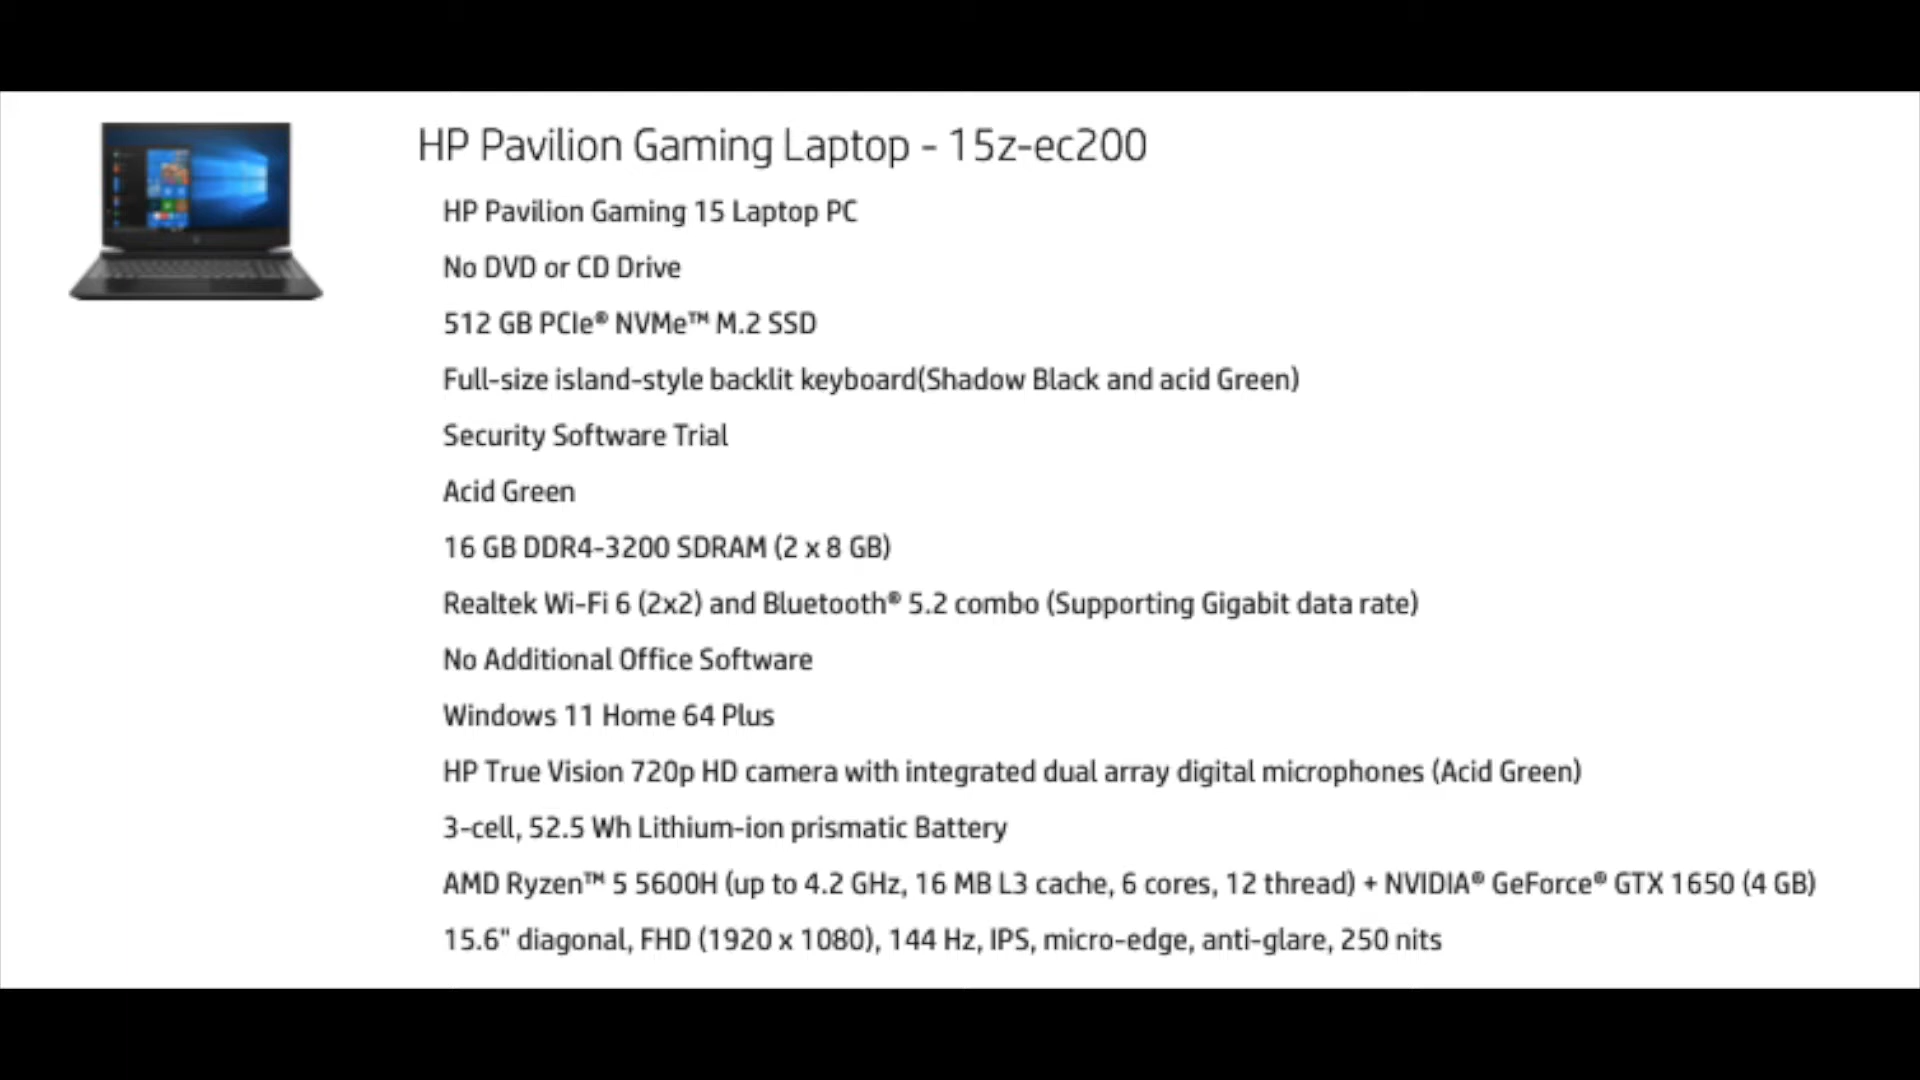 HP Pavilion Gaming Laptop - 15z-ec200
HP Pavilion Gaming 15 Laptop PC
No DVD or CD Drive
512 GB PCIe® NVMe™ M.2 SSD
Full-size island-style backlit keyboard(Shadow Black and acid Green)
Security Software Trial
Acid Green
16 GB DDR4-3200 SDRAM (2 x 8 GB)
Realtek Wi-Fi 6 (2x2) and Bluetooth® 5.2 combo (Supporting Gigabit data rate)
No Additional Office Software
Windows 11 Home 64 Plus
HP True Vision 720p HD camera with integrated dual array digital microphones (Acid Green)
3-cell, 52.5 Wh Lithium-ion prismatic Battery
AMD Ryzen™ 5 5600H (up to 4.2 GHz, 16 MB L3 cache, 6 cores, 12 thread) + NVIDIA® GeForce® GTX 1650 (4 GB)
15.6" diagonal, FHD (1920 x 1080), 144 Hz, IPS, micro-edge, anti-glare, 250 nits